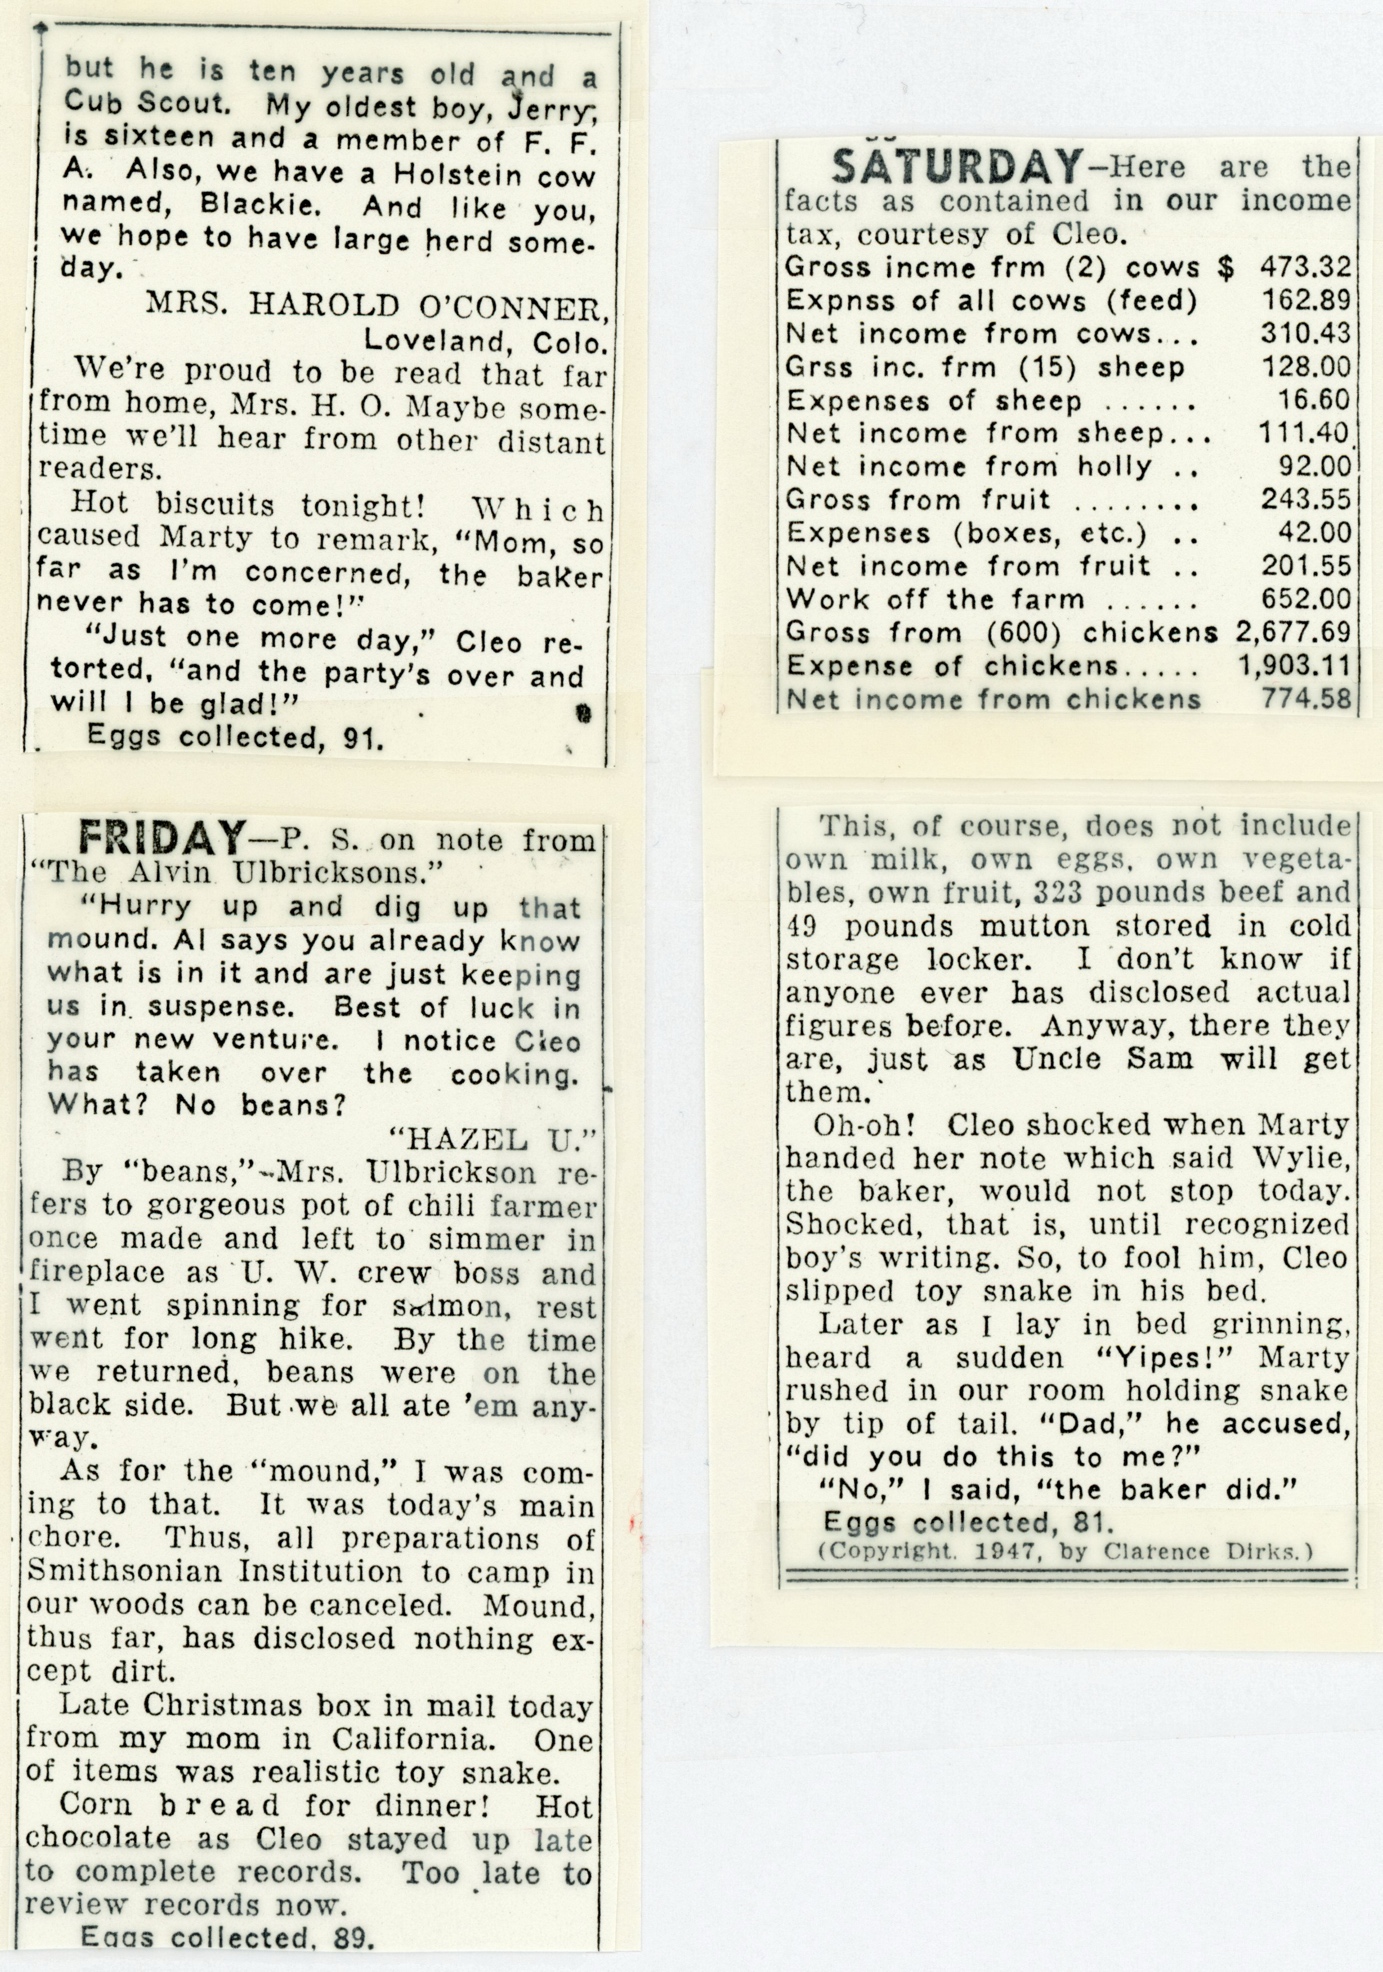 but he is ten years old and a
Cub Scout. My oldest boy, Jerry,
is sixteen and a member of F. F.
A. Also, we have a Holstein cow
named, Blackie. And like you,
we hope to have large herd some-
day.
MRS. HAROLD O'CONNER,
Loveland, Colo.
We're proud to be read that far
from home, Mrs. H. O. Maybe some-
time we'll hear from other distant
readers.
Hot biscuits tonight! Which
caused Marty to remark, "Mom, so
far as I'm concerned, the baker
never has to come!"
"Just one more day," Cleo re-
torted, "and the party's over and
will I be glad!"
Eggs collected, 91.
FRIDAY—P. S. on note from
"The Alvin Ulbricksons."
"Hurry up and dig up that
mound. Al says you already know
what is in it and are just keeping
us in suspense. Best of luck in
your new venture. I notice Cleo
has taken over the cooking.
What? No beans?
"HAZEL U."
By "beans,"-Mrs. Ulbrickson re-
fers to gorgeous pot of chili farmer
once made and left to simmer in
fireplace as U. W. crew boss and
I went spinning for salmon, rest
went for long hike. By the time
we returned, beans were on the
black side. But we all ate 'em any-
way.
As for the "mound," I was com-
ing to that. It was today's main
chore. Thus, all preparations of
Smithsonian Institution to camp in
our woods can be canceled. Mound,
thus far, has disclosed nothing ex-
cept dirt.
Late Christmas box in mail today
from my mom in California. One
of items was realistic toy snake.
Corn bread for dinner! Hot
chocolate as Cleo stayed up late
to complete records. Too late to
review records now.
Eggs collected, 89.
SATURDAY—Here are the
facts as contained in our income
tax, courtesy of Cleo.
Gross incme frm (2) cows $ 473.32
Expnss of all cows (feed) 162.89
Net income from cows... 310.43
Grss inc. frm (15) sheep 128.00
Expenses of sheep ...... 16.60
Net income from sheep... 111.40
Net income from holly .. 92.00
Gross from fruit ........ 243.55
Expenses (boxes, etc.) .. 42.00
Net income from fruit .. 201.55
Work off the farm ...... 652.00
Gross from (600) chickens 2,677.69
Expense of chickens..... 1,903.11
Net income from chickens 774.58
This, of course, does not include
own milk, own eggs, own vegeta-
bles, own fruit, 323 pounds beef and
49 pounds mutton stored in cold
storage locker. I don't know if
anyone ever has disclosed actual
figures before. Anyway, there they
are, just as Uncle Sam will get
them.
Oh-oh! Cleo shocked when Marty
handed her note which said Wylie,
the baker, would not stop today.
Shocked, that is, until recognized
boy's writing. So, to fool him, Cleo
slipped toy snake in his bed.
Later as I lay in bed grinning,
heard a sudden "Yipes!" Marty
rushed in our room holding snake
by tip of tail. "Dad," he accused,
"did you do this to me?"
"No," I said, "the baker did."
Eggs collected, 81.
(Copyright, 1947, by Clarence Dirks.)